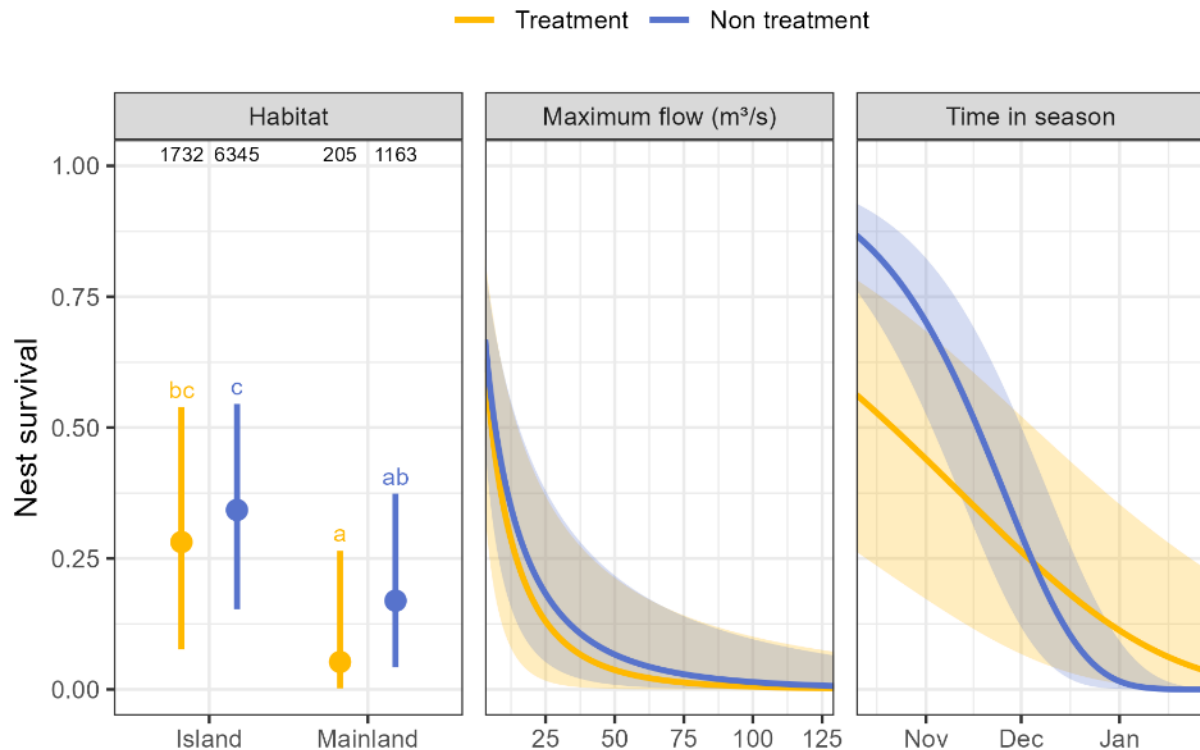 Treatment Non treatment
Habitat Maximum flow (m³/s) Time in season
1732 6345 205 1163
1.00
0.75
0.50
0.25
0.00
Nest survival
bc c
ab
a
Island Mainland 25 50 75 100 125 Nov Dec Jan